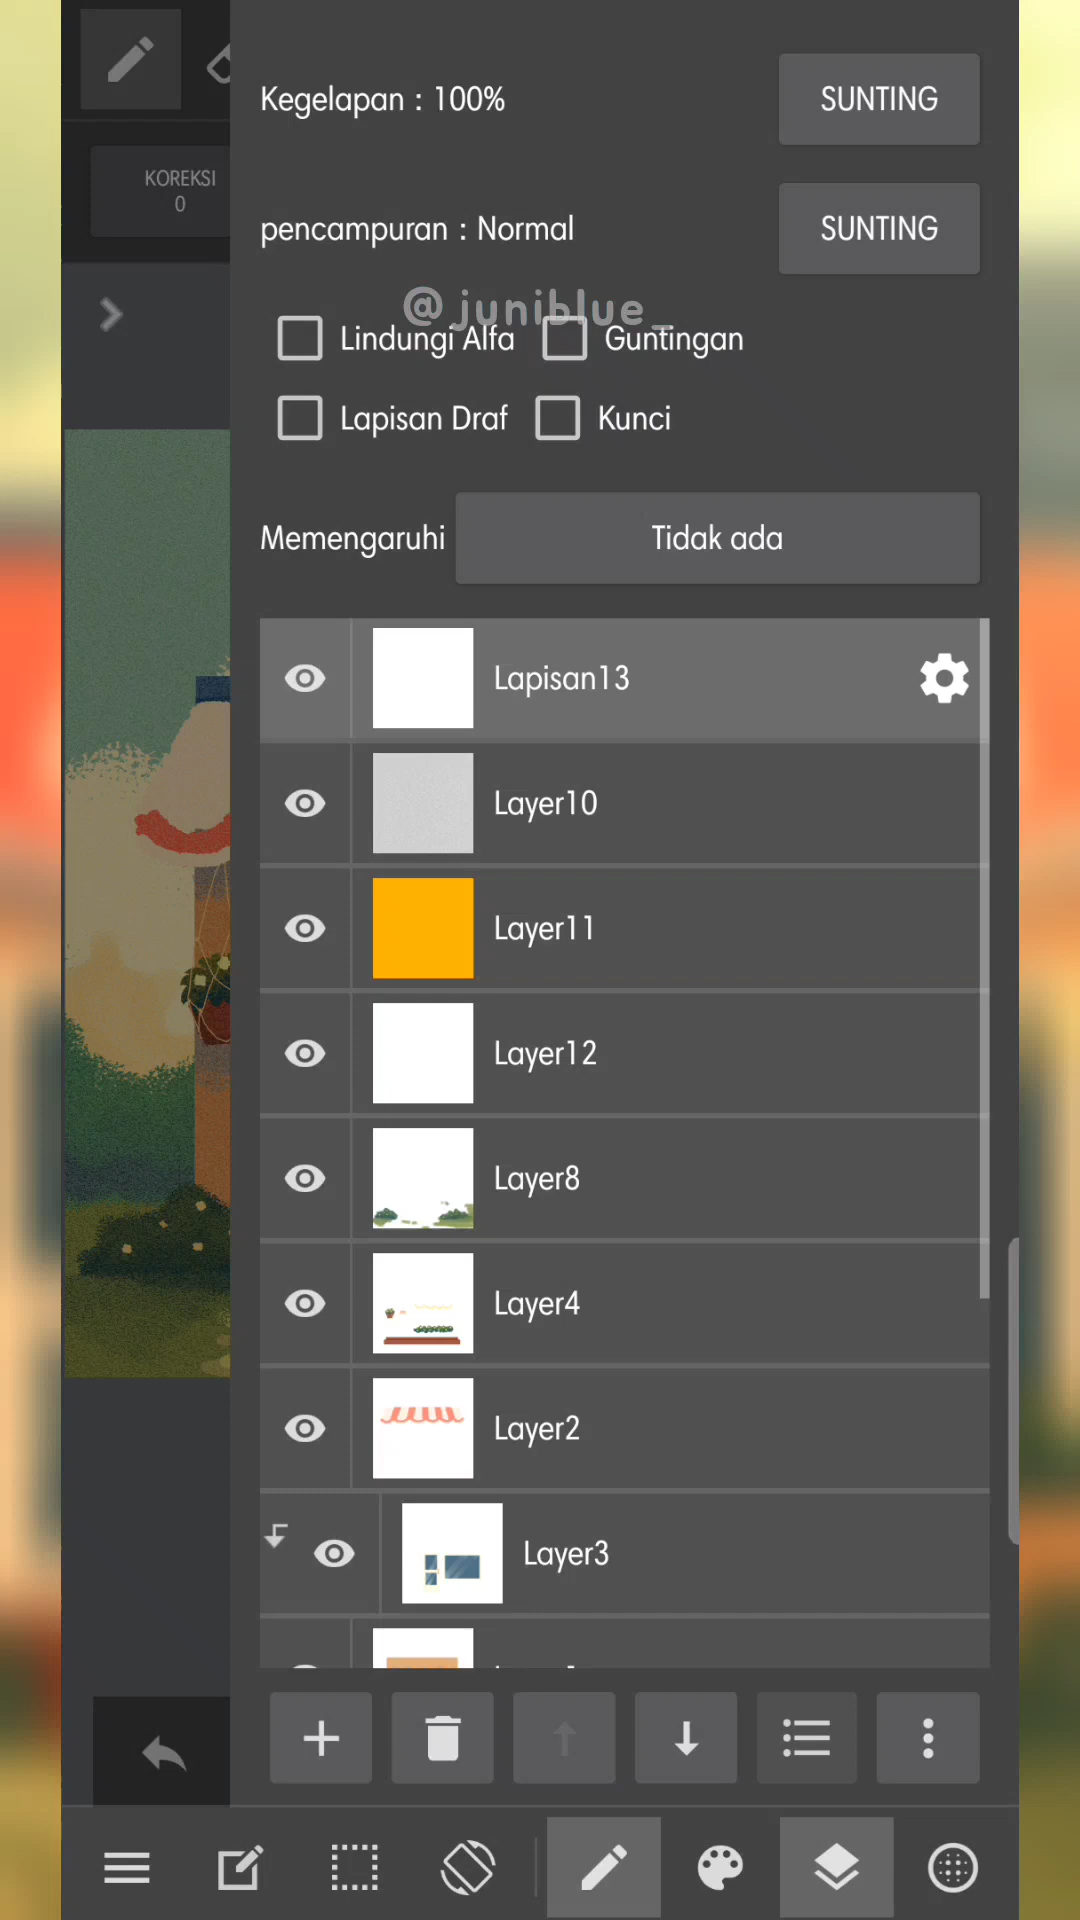 Kegelapan : 100%
SUNTING
KOREKSI
0
pencampuran : Normal
SUNTING
@juniblue_
Lindungi Alfa
Guntingan
Lapisan Draf
Kunci
Memengaruhi
Tidak ada
Lapisan13
Layer10
Layer11
Layer12
Layer8
Layer4
Layer2
Layer3